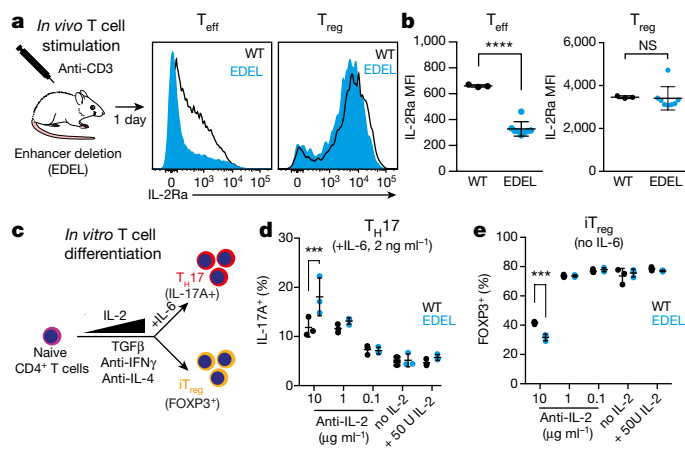 a
In vivo T cell
stimulation
Anti-CD3
1 day
Enhancer deletion
(EDEL)
Teff
WT
EDEL
0 10³ 10⁴ 10⁵
IL-2Ra
Treg
WT
EDEL
0 10³ 10⁴ 10⁵
b
Teff
IL-2Ra MFI
1,000
800
600
400
200
0
****
WT EDEL
Treg
IL-2Ra MFI
6,000
4,000
2,000
0
NS
WT EDEL
c
In vitro T cell
differentiation
TH17
(IL-17A+)
IL-2
+IL-6
Naive
CD4⁺ T cells
TGFβ
Anti-IFNγ
Anti-IL-4
iTreg
(FOXP3⁺)
d
TH17
(+IL-6, 2 ng ml⁻¹)
IL-17A⁺ (%)
30
20
10
0
***
WT
EDEL
10 1 0.1 no IL-2 + 50U IL-2
Anti-IL-2
(μg ml⁻¹)
e
iTreg
(no IL-6)
FOXP3⁺ (%)
100
80
60
40
20
0
***
WT
EDEL
10 1 0.1 no IL-2 + 50U IL-2
Anti-IL-2
(μg ml⁻¹)